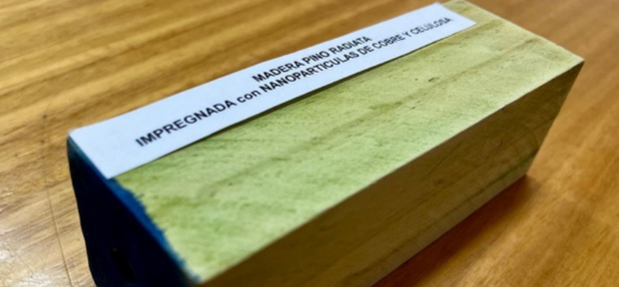 MADERA PINO RADIATA
IMPREGNADA con NANOPARTICULAS DE COBRE Y CELULOSA